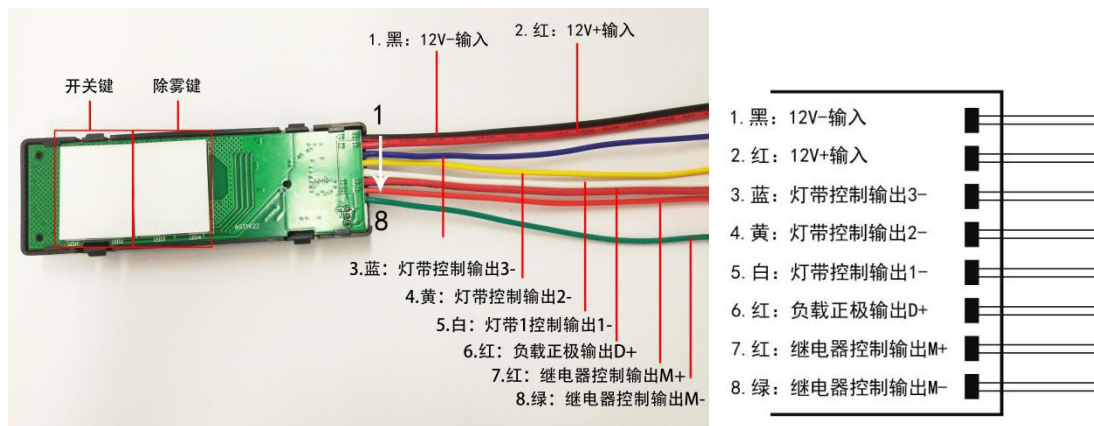 1.黑: 12V-输入
2.红: 12V+输入
开关键
除雾键
1
8
ASTYK22
LED1
LED2
LED3
LED4
3.蓝: 灯带控制输出3-
4.黄: 灯带控制输出2-
5.白: 灯带1控制输出1-
6.红: 负载正极输出D+
7.红: 继电器控制输出M+
8.绿: 继电器控制输出M-
1.黑: 12V-输入
2.红: 12V+输入
3.蓝: 灯带控制输出3-
4.黄: 灯带控制输出2-
5.白: 灯带控制输出1-
6.红: 负载正极输出D+
7.红: 继电器控制输出M+
8.绿: 继电器控制输出M-